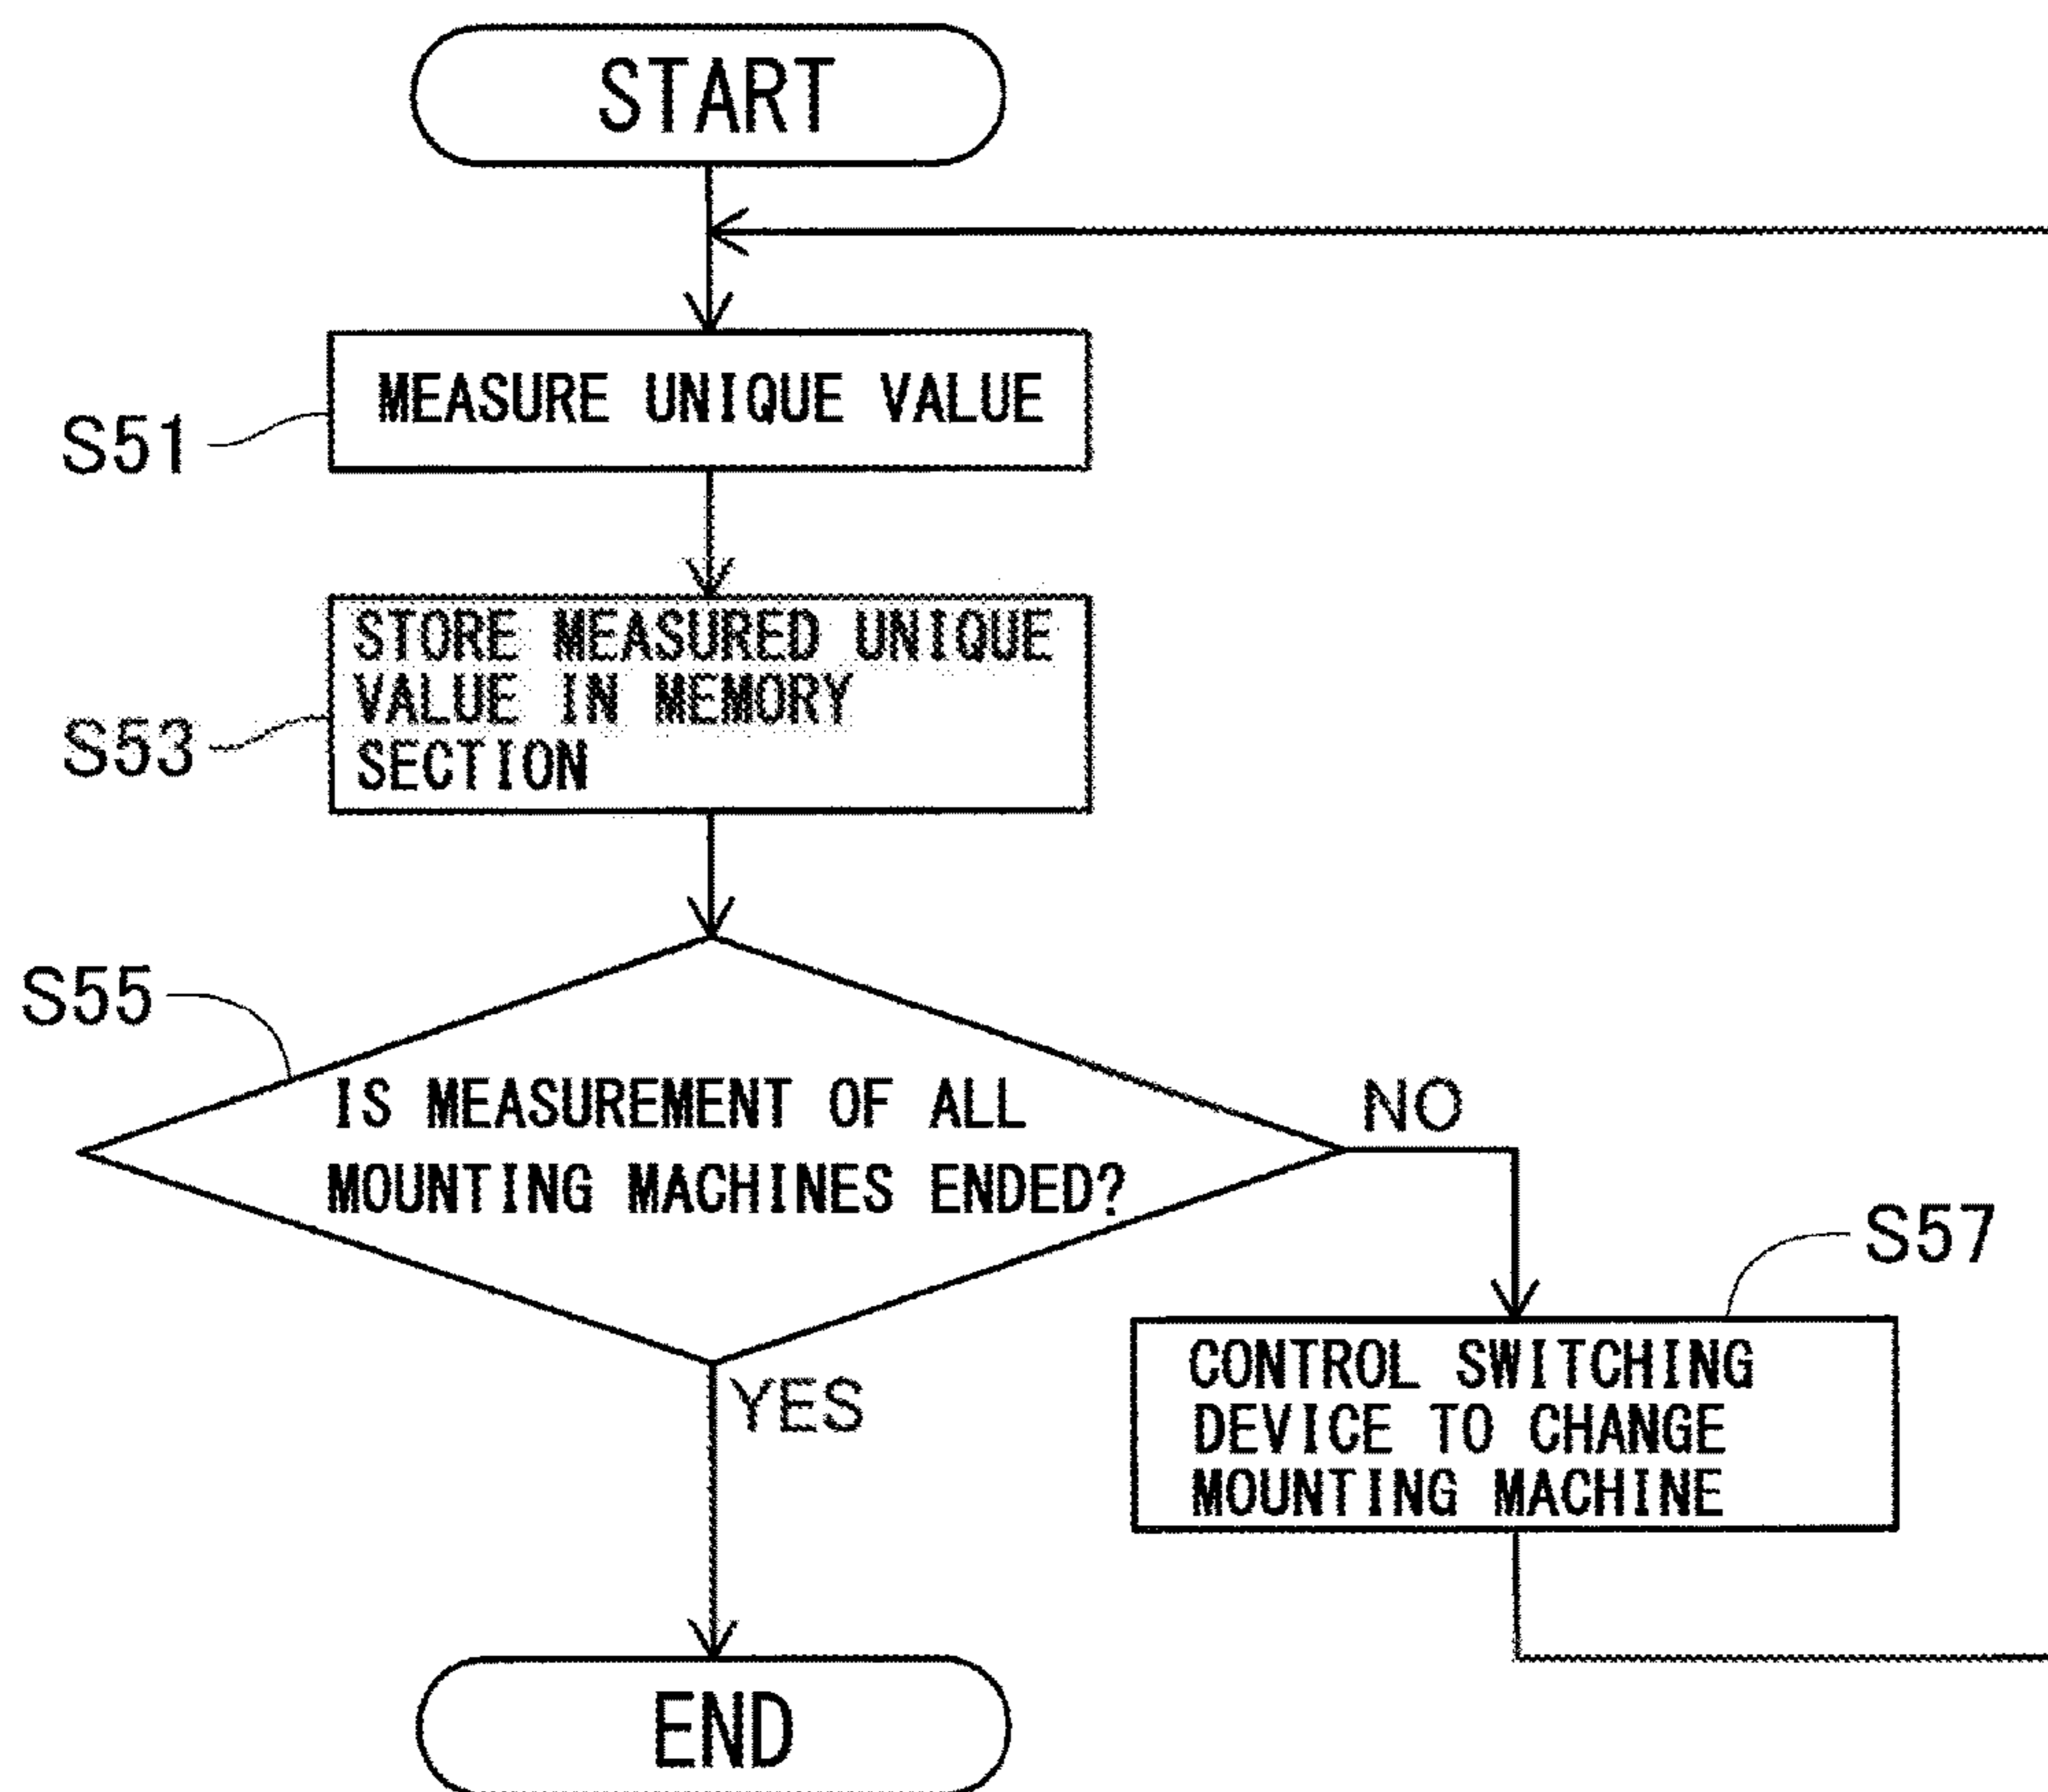 START
MEASURE UNIQUE VALUE
S51
STORE MEASURED UNIQUE
VALUE IN MEMORY
SECTION
S53
S55
IS MEASUREMENT OF ALL
MOUNTING MACHINES ENDED?
NO
S57
CONTROL SWITCHING
DEVICE TO CHANGE
MOUNTING MACHINE
YES
END